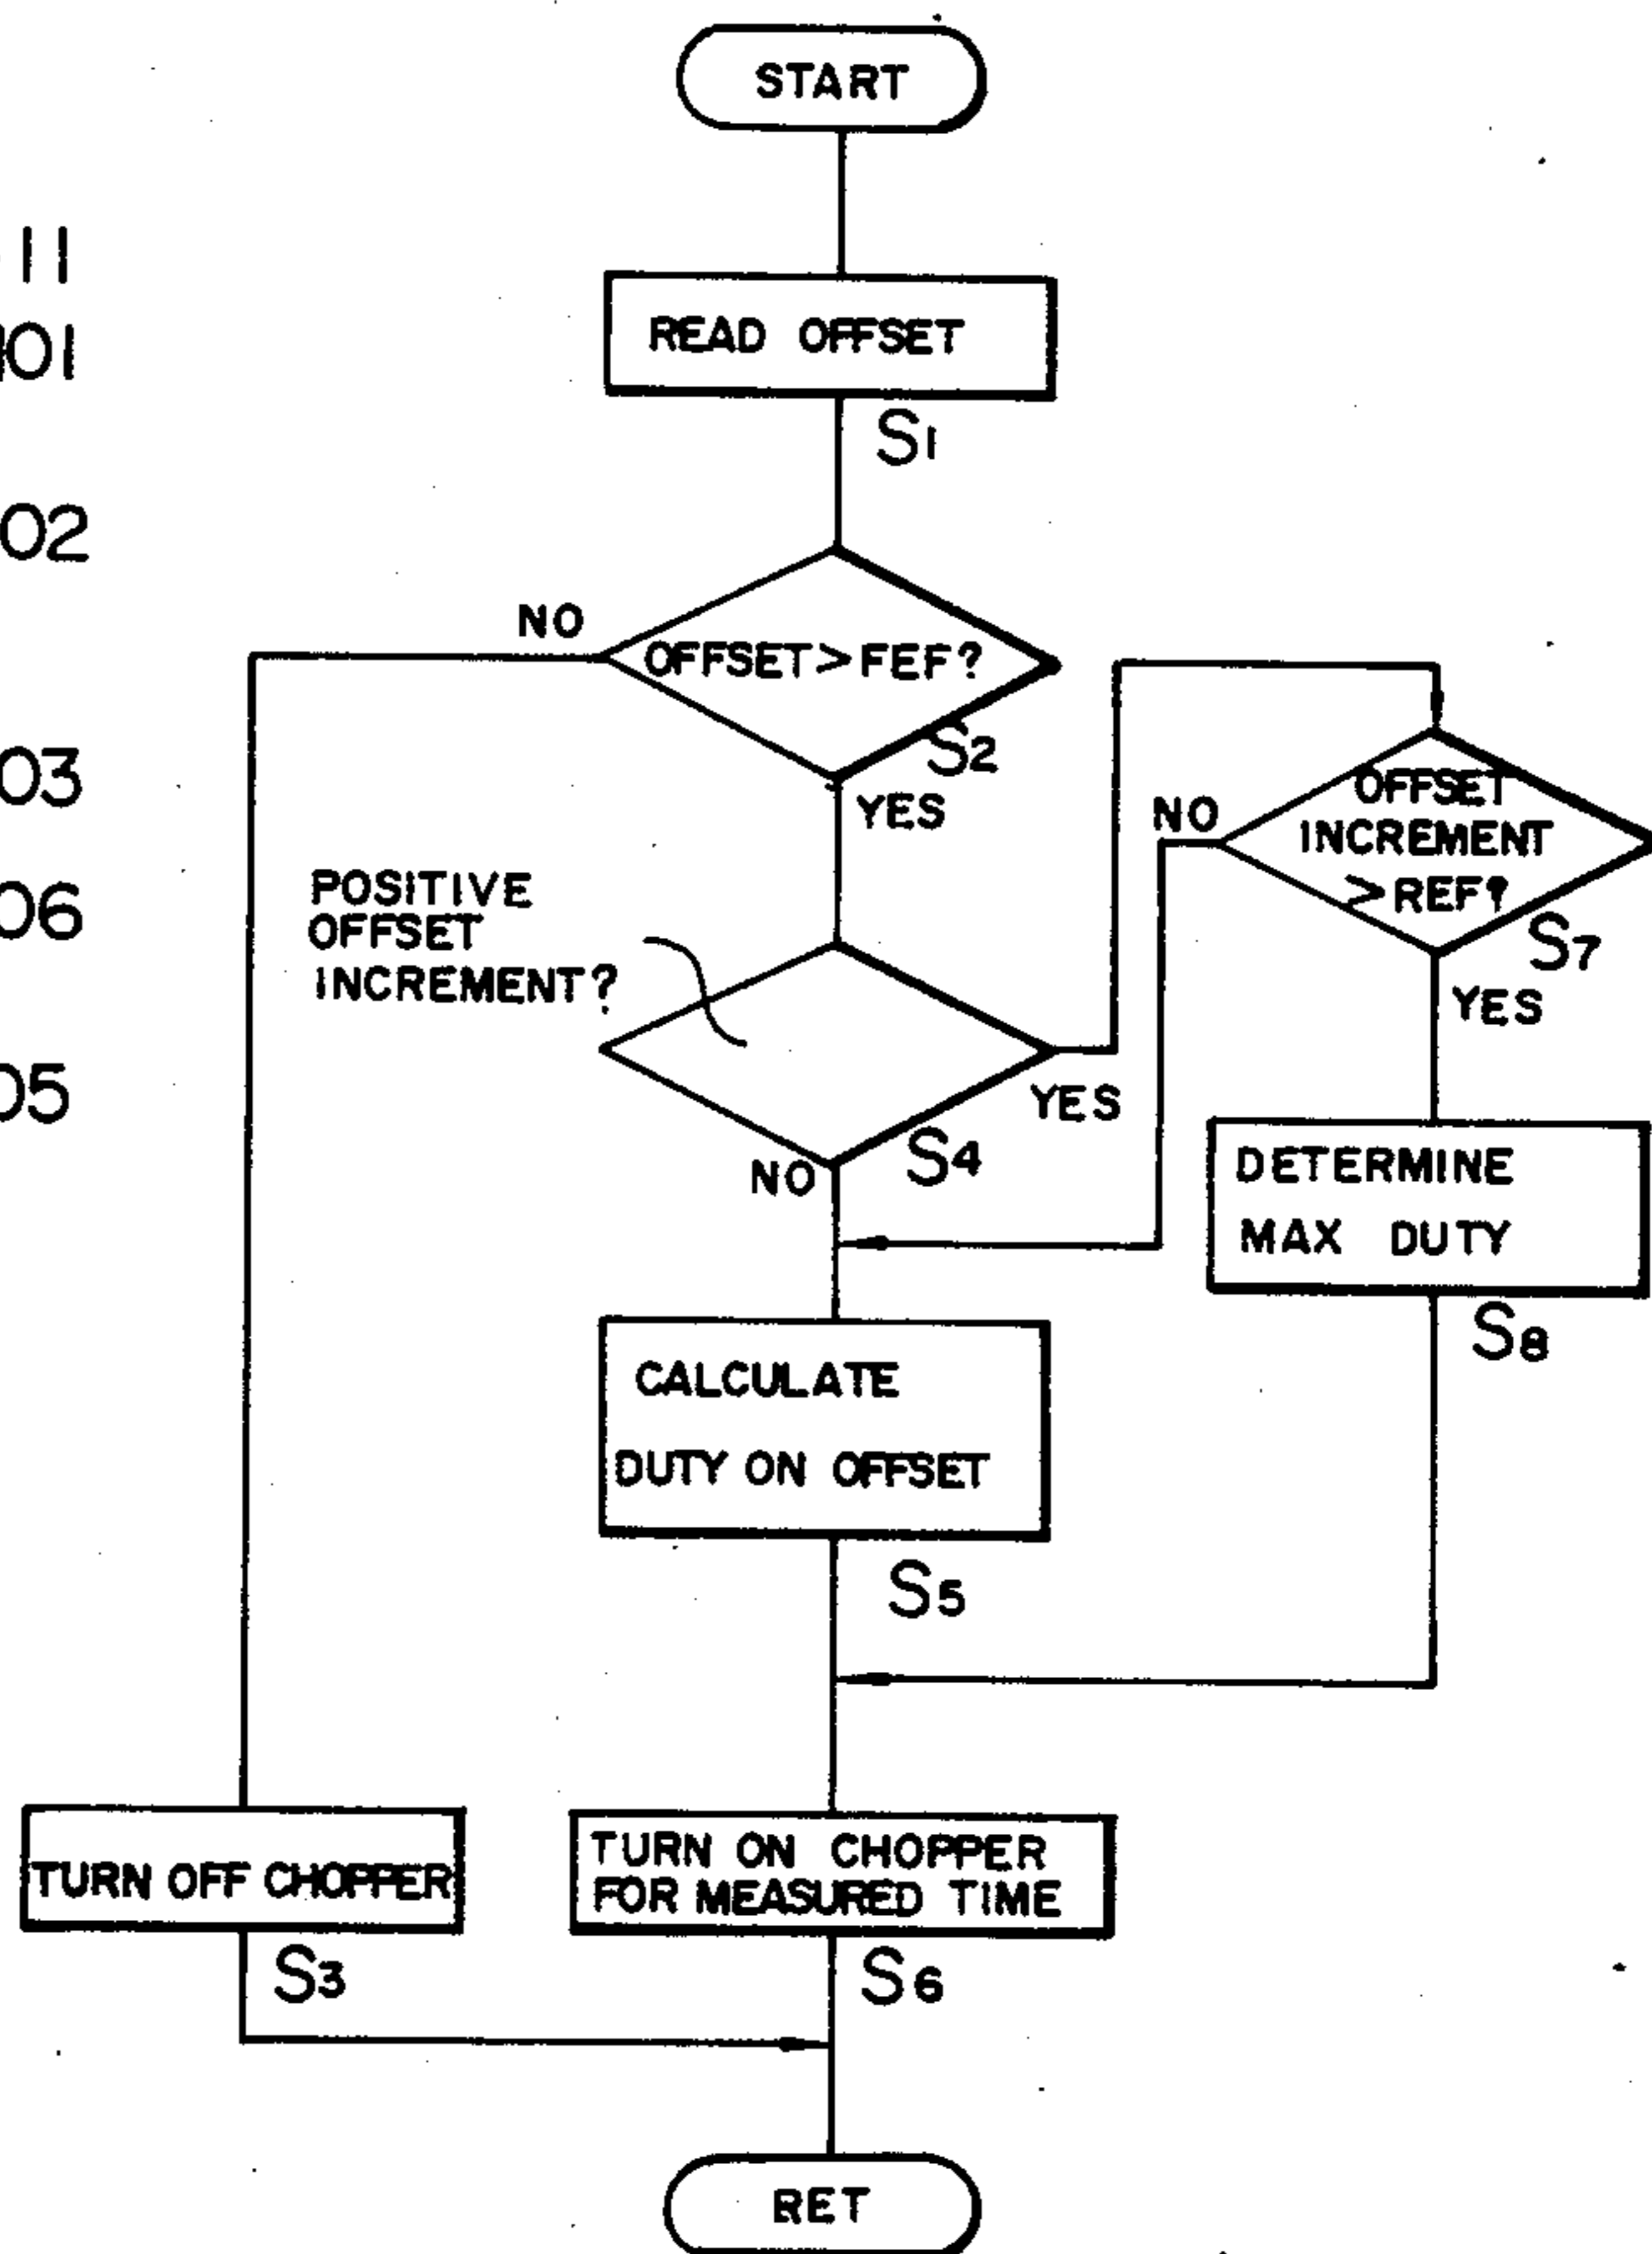 START
11
01
READ OFFSET
S1
02
NO
OFFSET>FEF?
S2
YES
03
OFFSET
INCREMENT
>REF?
NO
S7
YES
POSITIVE
OFFSET
INCREMENT?
06
YES
S4
NO
05
DETERMINE
MAX DUTY
S8
CALCULATE
DUTY ON OFFSET
S5
TURN OFF CHOPPER
S3
TURN ON CHOPPER
FOR MEASURED TIME
S6
RET